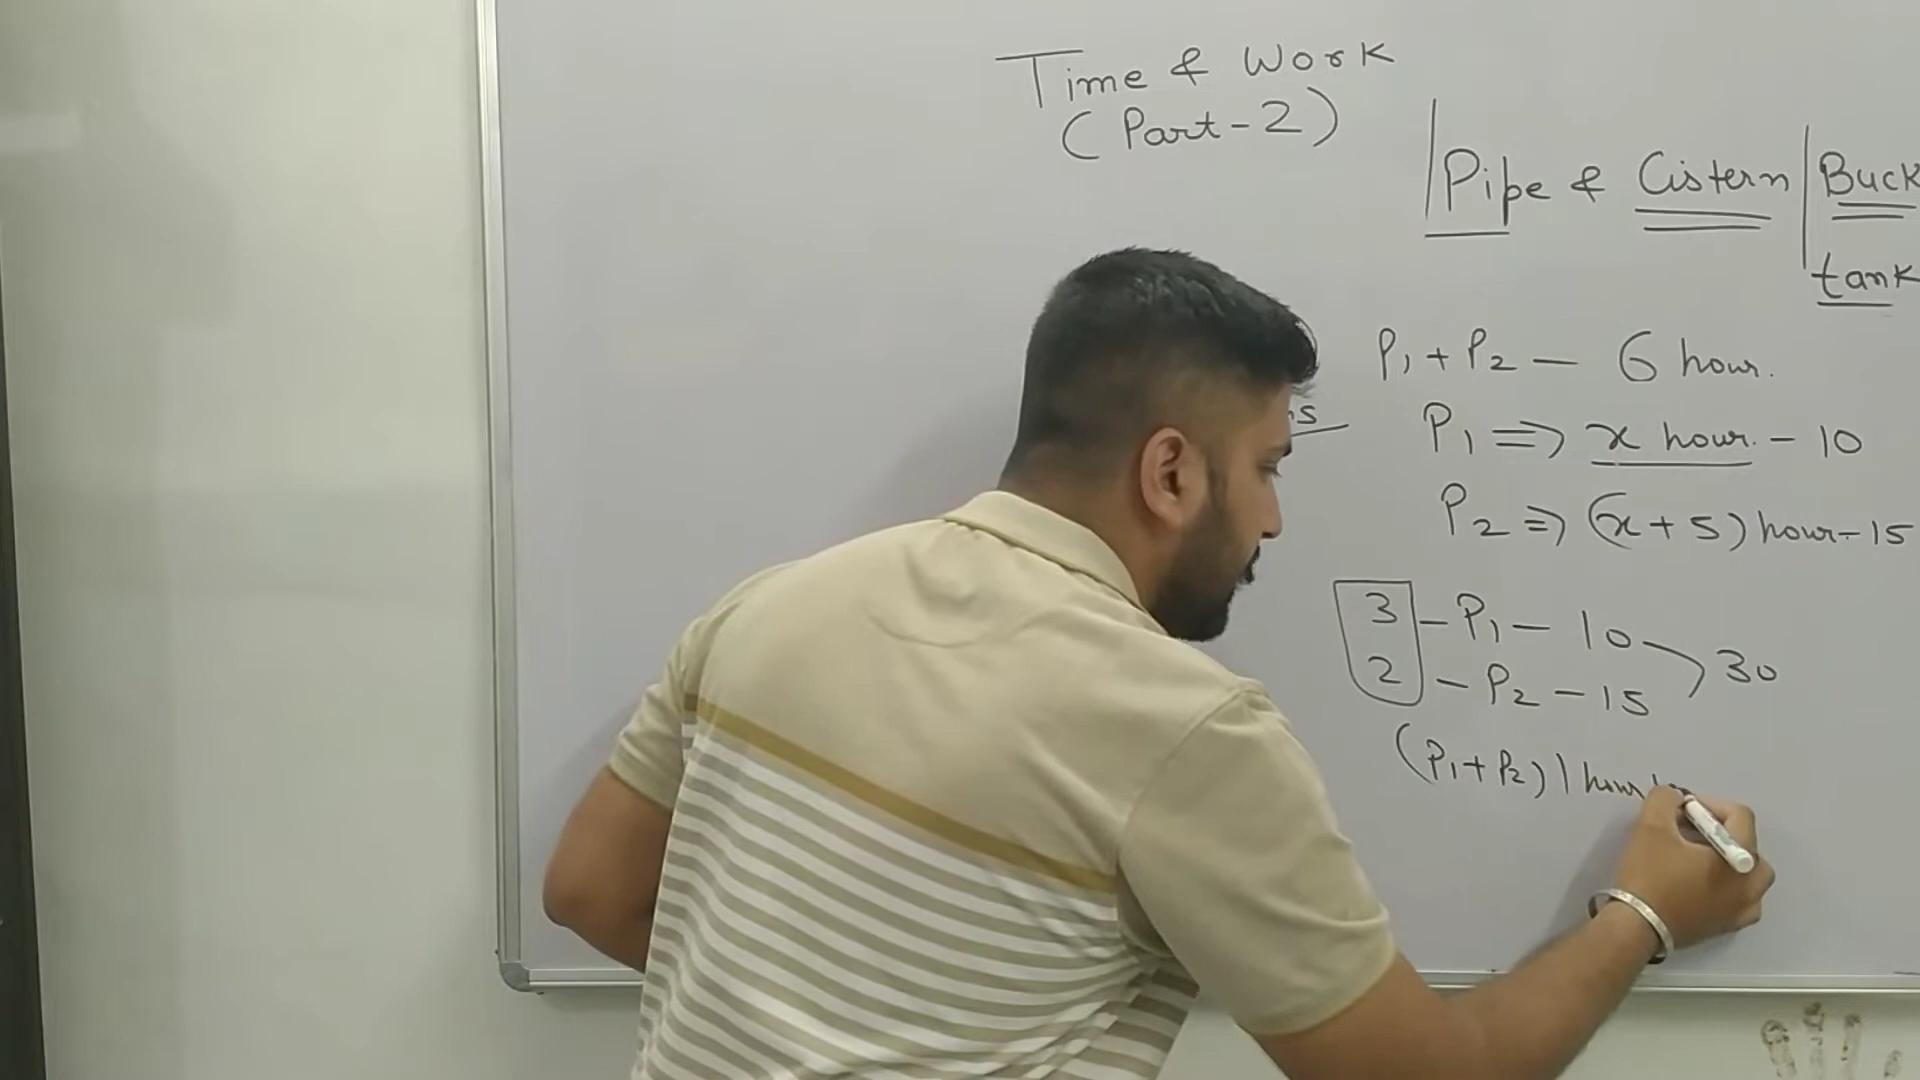 Time & Work
(Part-2)
Pipe & Cistern
tank
P₁ + P₂ — 6 hour.
P₁ ⇒ x hour. - 10
P₂ ⇒ (x+5) hour-15
3 - P₁ - 10
30
2 - P₂ - 15
(P₁+P₂) 1 hour